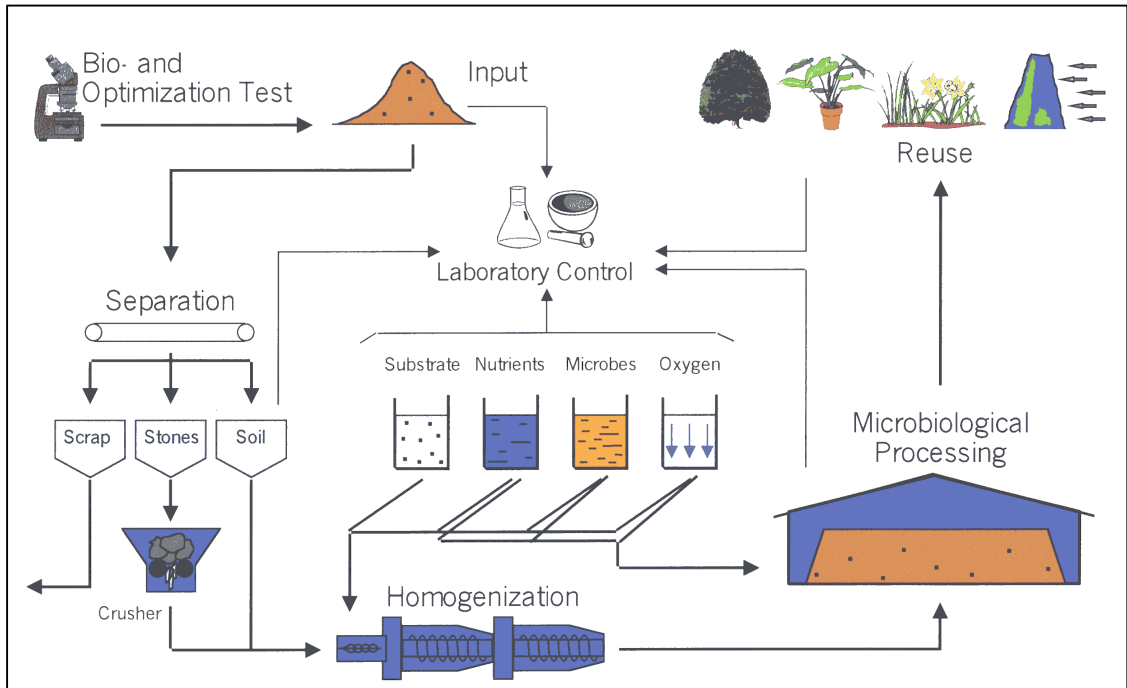 Bio- and
Optimization Test
Input
Reuse
Laboratory Control
Separation
Substrate Nutrients Microbes Oxygen
Scrap Stones Soil
Microbiological
Processing
Crusher
Homogenization